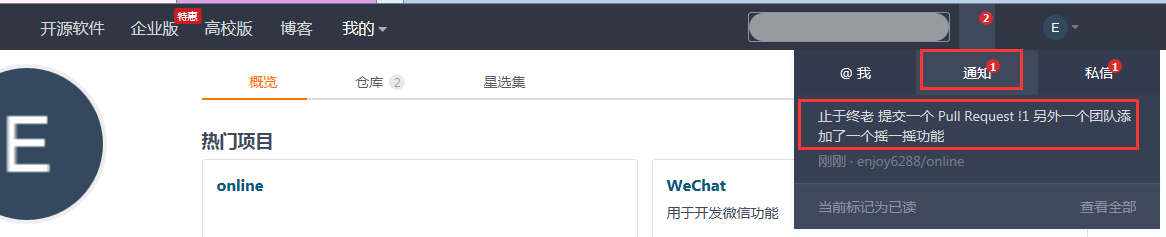 开源软件 企业版 特惠 高校版 博客 我的 2 E
@ 我 通知 1 私信 1
概览 仓库 2 星选集
止于终老 提交一个 Pull Request !1 另外一个团队添
加了一个摇一摇功能
刚刚 - enjoy6288/online
E
热门项目
online
WeChat
用于开发微信功能
当前标记为已读 查看全部